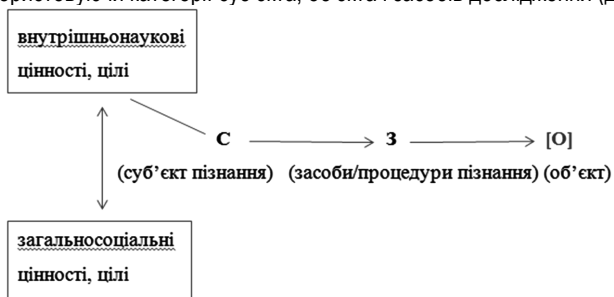 внутрішньонаукові
цінності, цілі
С З [О]
(суб’єкт пізнання) (засоби/процедури пізнання) (об’єкт)
загальносоціальні
цінності, цілі